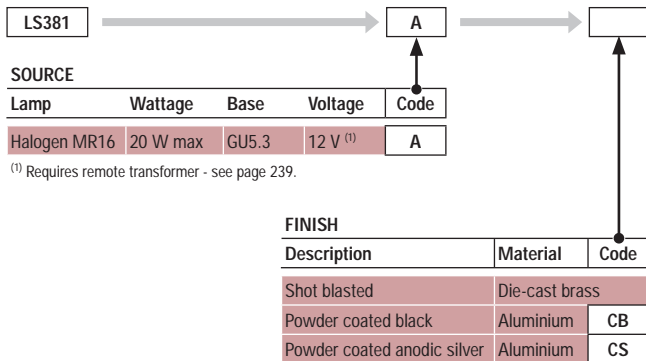 LS381 A
SOURCE
Lamp Wattage Base Voltage Code
Halogen MR16 20 W max GU5.3 12 V (1) A
(1) Requires remote transformer - see page 239.
FINISH
Description Material Code
Shot blasted Die-cast brass
Powder coated black Aluminium CB
Powder coated anodic silver Aluminium CS